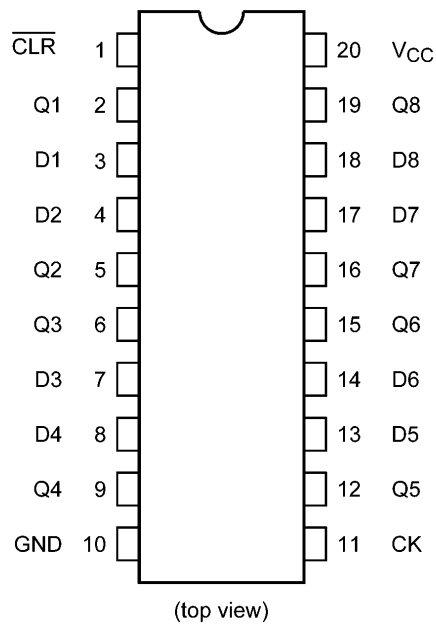 C̅L̅R̅ 1 20 VCC
Q1 2 19 Q8
D1 3 18 D8
D2 4 17 D7
Q2 5 16 Q7
Q3 6 15 Q6
D3 7 14 D6
D4 8 13 D5
Q4 9 12 Q5
GND 10 11 CK
(top view)